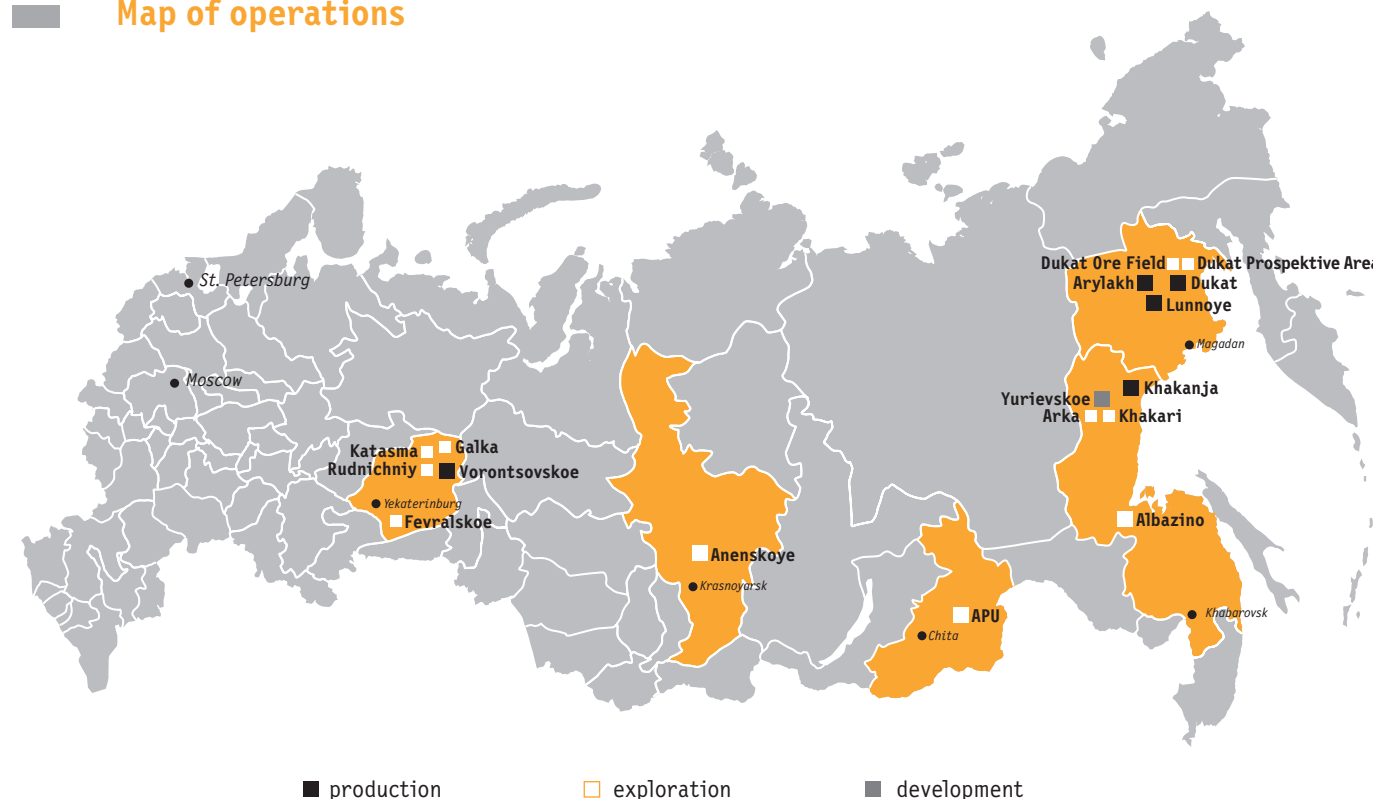 Map of operations
St. Petersburg
Moscow
Dukat Ore Field
Dukat Prospektive Area
Arylakh
Dukat
Lunnoye
Magadan
Khakanja
Yurievskoe
Arka
Khakari
Katasma
Galka
Rudnichniy
Vorontsovskoe
Yekaterinburg
Fevralskoe
Albazino
Anenskoye
Krasnoyarsk
APU
Chita
Khabarovsk
production
exploration
development